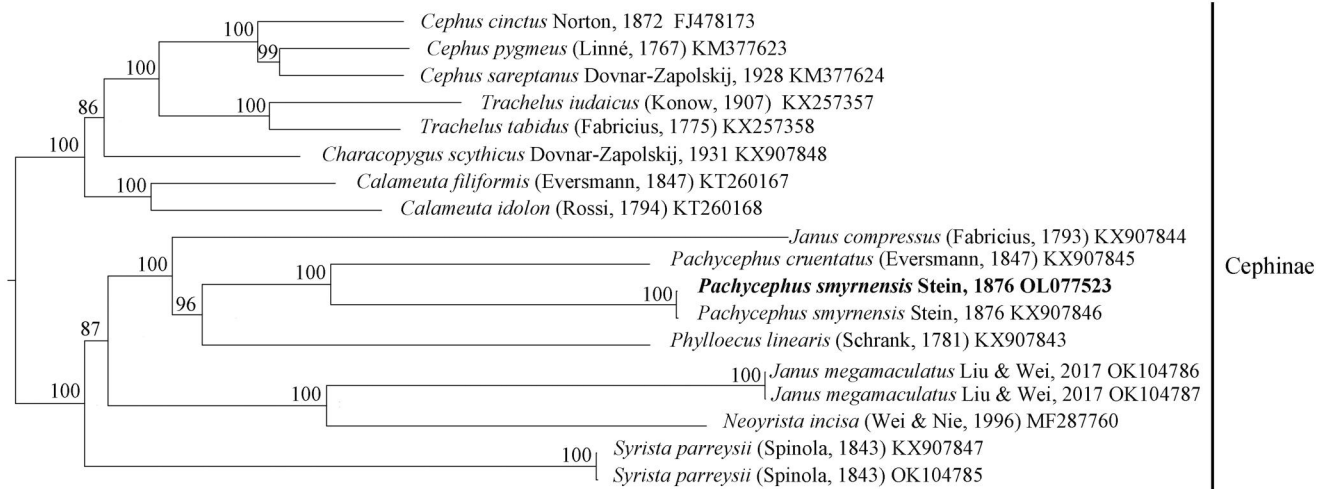 100
Cephus cinctus Norton, 1872 FJ478173
99
Cephus pygmeus (Linné, 1767) KM377623
100
Cephus sareptanus Dovnar-Zapolskij, 1928 KM377624
86
Trachelus iudaicus (Konow, 1907) KX257357
100
Trachelus tabidus (Fabricius, 1775) KX257358
100
Characopygus scythicus Dovnar-Zapolskij, 1931 KX907848
Calameuta filiformis (Eversmann, 1847) KT260167
100
Calameuta idolon (Rossi, 1794) KT260168
Janus compressus (Fabricius, 1793) KX907844
100
Pachycephus cruentatus (Eversmann, 1847) KX907845
100
Cephinae
Pachycephus smyrnensis Stein, 1876 OL077523
100
96
Pachycephus smyrnensis Stein, 1876 KX907846
87
Phylloecus linearis (Schrank, 1781) KX907843
Janus megamaculatus Liu & Wei, 2017 OK104786
100
100
Janus megamaculatus Liu & Wei, 2017 OK104787
100
Neoyrista incisa (Wei & Nie, 1996) MF287760
Syrista parreysii (Spinola, 1843) KX907847
100
Syrista parreysii (Spinola, 1843) OK104785